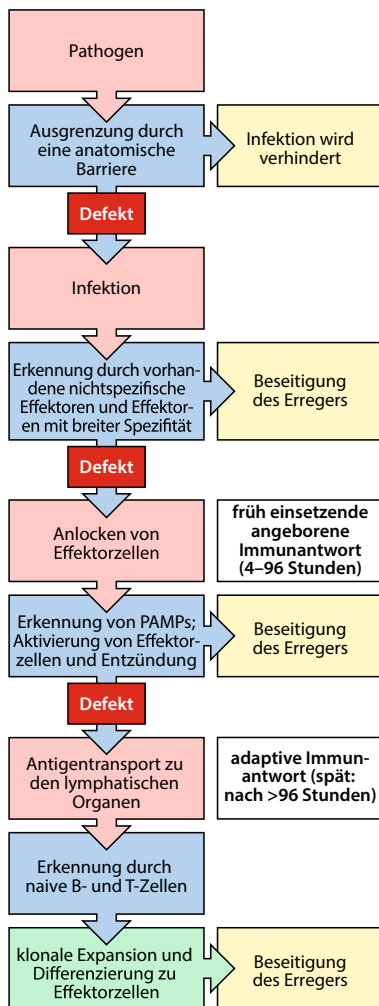 Pathogen
Ausgrenzung durch
eine anatomische
Barriere
Infektion wird
verhindert
Defekt
Infektion
Erkennung durch vorhan-
dene nichtspezifische
Effektoren und Effekto-
ren mit breiter Spezifität
Beseitigung
des Erregers
Defekt
Anlocken von
Effektorzellen
früh einsetzende
angeborene
Immunantwort
(4–96 Stunden)
Erkennung von PAMPs;
Aktivierung von Effektor-
zellen und Entzündung
Beseitigung
des Erregers
Defekt
Antigentransport zu
den lymphatischen
Organen
adaptive Immun-
antwort (spät:
nach >96 Stunden)
Erkennung durch
naive B- und T-Zellen
klonale Expansion und
Differenzierung zu
Effektorzellen
Beseitigung
des Erregers